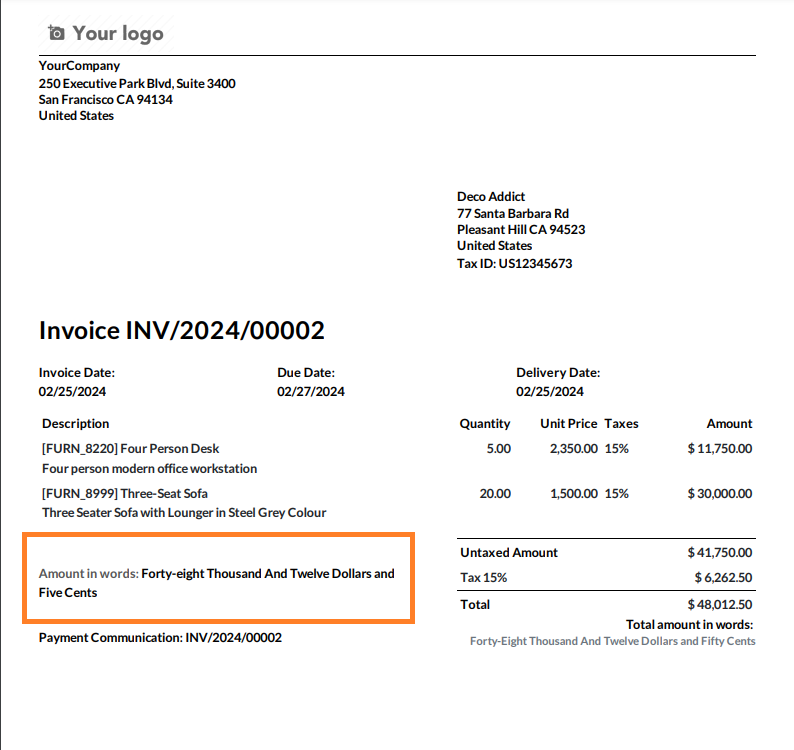 Your logo
YourCompany
250 Executive Park Blvd, Suite 3400
San Francisco CA 94134
United States
Deco Addict
77 Santa Barbara Rd
Pleasant Hill CA 94523
United States
Tax ID: US12345673
Invoice INV/2024/00002
Invoice Date: Due Date: Delivery Date:
02/25/2024 02/27/2024 02/25/2024
Description Quantity Unit Price Taxes Amount
[FURN_8220] Four Person Desk 5.00 2,350.00 15% $ 11,750.00
Four person modern office workstation
[FURN_8999] Three-Seat Sofa 20.00 1,500.00 15% $ 30,000.00
Three Seater Sofa with Lounger in Steel Grey Colour
Amount in words: Forty-eight Thousand And Twelve Dollars and
Five Cents
Payment Communication: INV/2024/00002
Untaxed Amount $ 41,750.00
Tax 15% $ 6,262.50
Total $ 48,012.50
Total amount in words:
Forty-Eight Thousand And Twelve Dollars and Fifty Cents